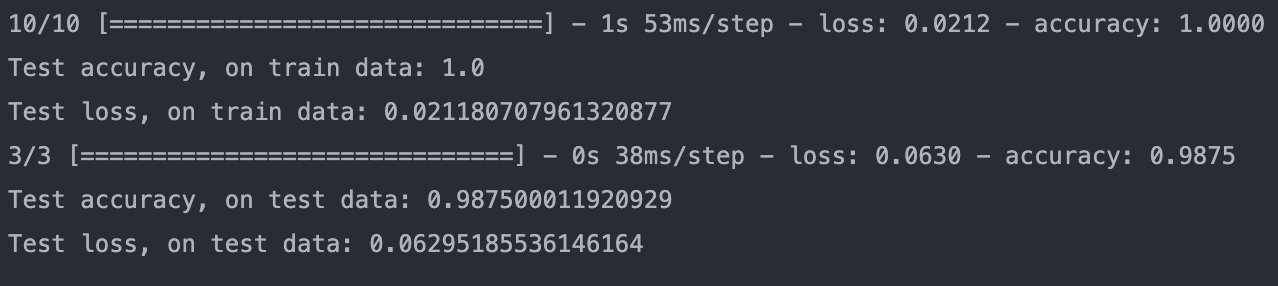 10/10 [==============================] - 1s 53ms/step - loss: 0.0212 - accuracy: 1.0000
Test accuracy, on train data: 1.0
Test loss, on train data: 0.021180707961320877
3/3 [==============================] - 0s 38ms/step - loss: 0.0630 - accuracy: 0.9875
Test accuracy, on test data: 0.987500011920929
Test loss, on test data: 0.06295185536146164